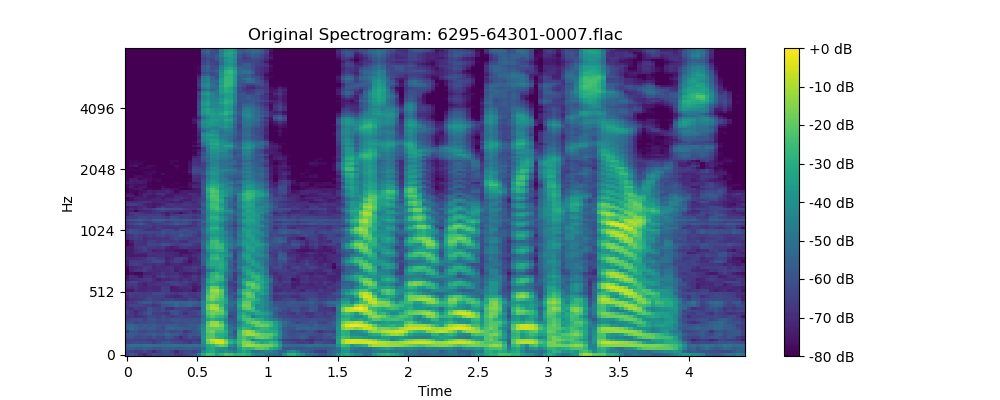 Original Spectrogram: 6295-64301-0007.flac
Hz
4096
2048
1024
512
0
0 0.5 1 1.5 2 2.5 3 3.5 4
Time
+0 dB
-10 dB
-20 dB
-30 dB
-40 dB
-50 dB
-60 dB
-70 dB
-80 dB